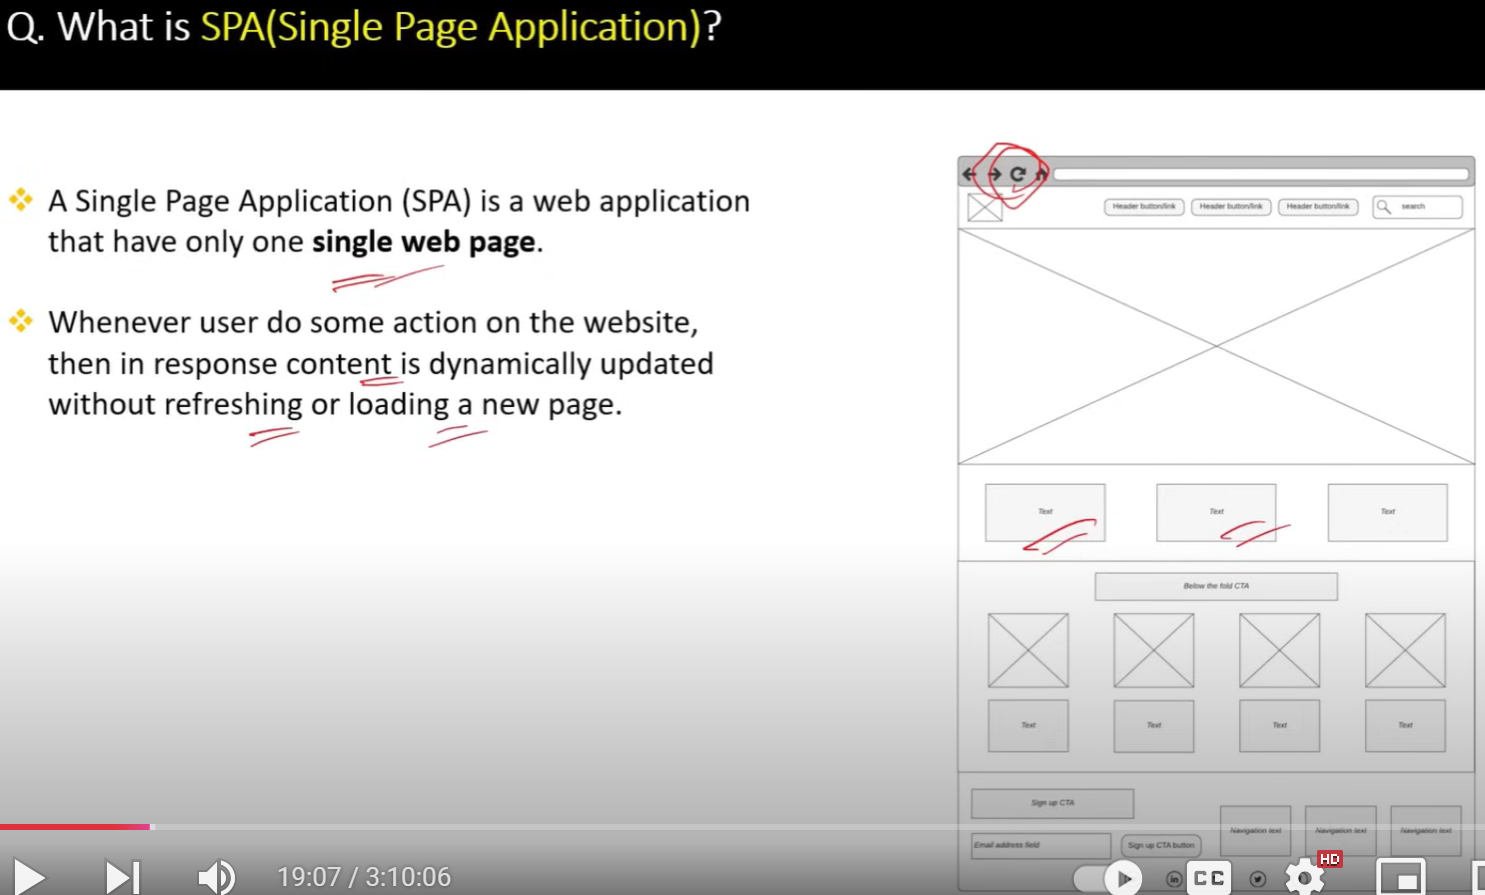 Q. What is SPA(Single Page Application)?
A Single Page Application (SPA) is a web application
that have only one single web page.
Whenever user do some action on the website,
then in response content is dynamically updated
without refreshing or loading a new page.
Header button/link
Header button/link
Header button/link
search
Text
Text
Text
Below the fold CTA
Text
Text
Text
Text
Sign up CTA
Email address field
Sign up CTA button
Navigation text
Navigation text
Navigation text
19:07 / 3:10:06
in
CC
HD